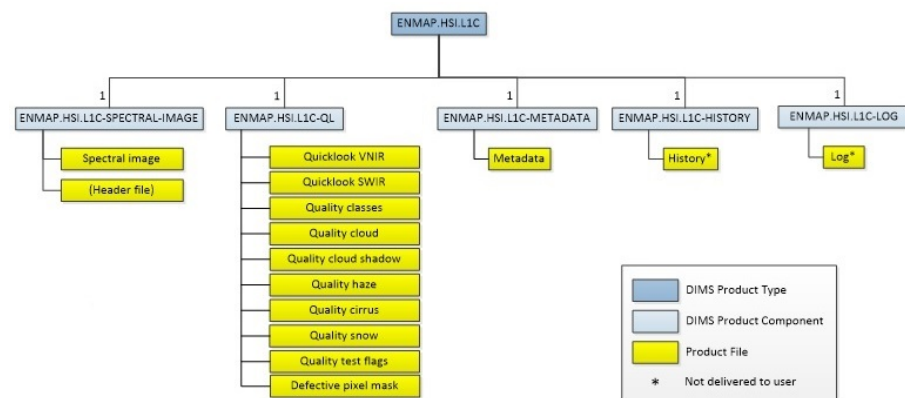 ENMAP.HSI.L1C
1
1
1
1
1
ENMAP.HSI.L1C-SPECTRAL-IMAGE
ENMAP.HSI.L1C-QL
ENMAP.HSI.L1C-METADATA
ENMAP.HSI.L1C-HISTORY
ENMAP.HSI.L1C-LOG
Spectral image
(Header file)
Quicklook VNIR
Quicklook SWIR
Quality classes
Quality cloud
Quality cloud shadow
Quality haze
Quality cirrus
Quality snow
Quality test flags
Defective pixel mask
Metadata
History*
Log*
DIMS Product Type
DIMS Product Component
Product File
* Not delivered to user